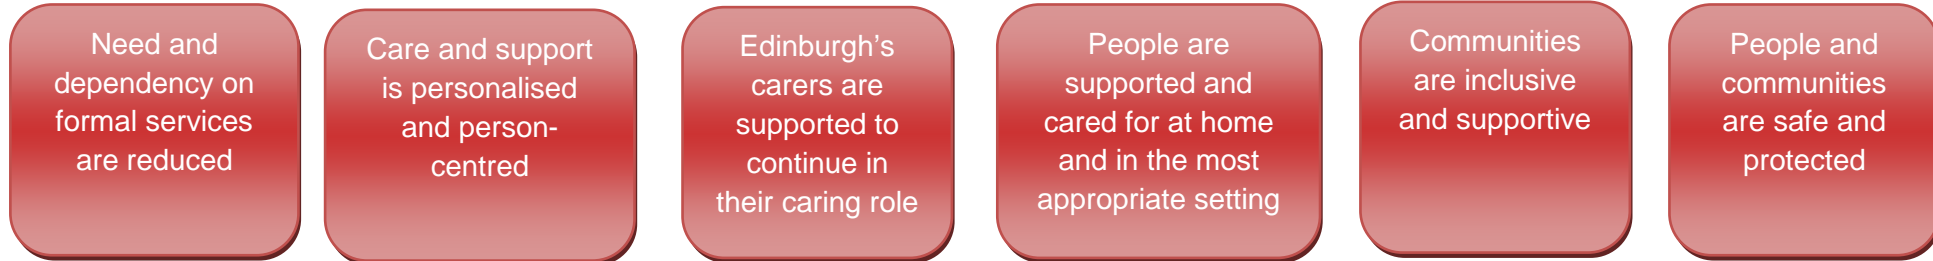 Need and
dependency on
formal services
are reduced
Care and support
is personalised
and person-
centred
Edinburgh’s
carers are
supported to
continue in
their caring role
People are
supported and
cared for at home
and in the most
appropriate setting
Communities
are inclusive
and supportive
People and
communities
are safe and
protected